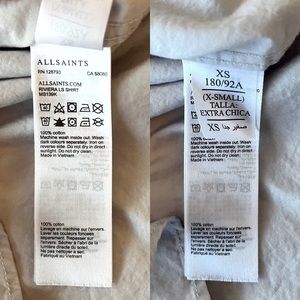 ALLSAINTS
RN 128793 CA 58080
ALLSAINTS.COM
RIVIERA LS SHIRT
MS139K
100% cotton
Machine wash inside out. Wash
dark colours separately. Iron on
reverse side. Do not dry in direct
sunlight. Do not dry clean.
Made in Vietnam
100% coton
Lavage en machine sur l'envers.
Laver les couleurs foncées
séparément. Repasser à l'envers.
Sécher à l'abri de la lumière
directe du soleil.
Ne pas nettoyer à sec.
Fabriqué au Vietnam
XS
180/92A
(X-SMALL)
TALLA:
EXTRA CHICA
XS صغير جدا
100% cotton
Machine wash inside out. Wash
dark colours separately. Iron on
reverse side. Do not dry in direct
sunlight. Do not dry clean.
Made in Vietnam
100% coton
Lavage en machine sur l'envers.
Laver les couleurs foncées
séparément. Repasser à l'envers.
Sécher à l'abri de la lumière
directe du soleil.
Ne pas nettoyer à sec.
Fabriqué au Vietnam